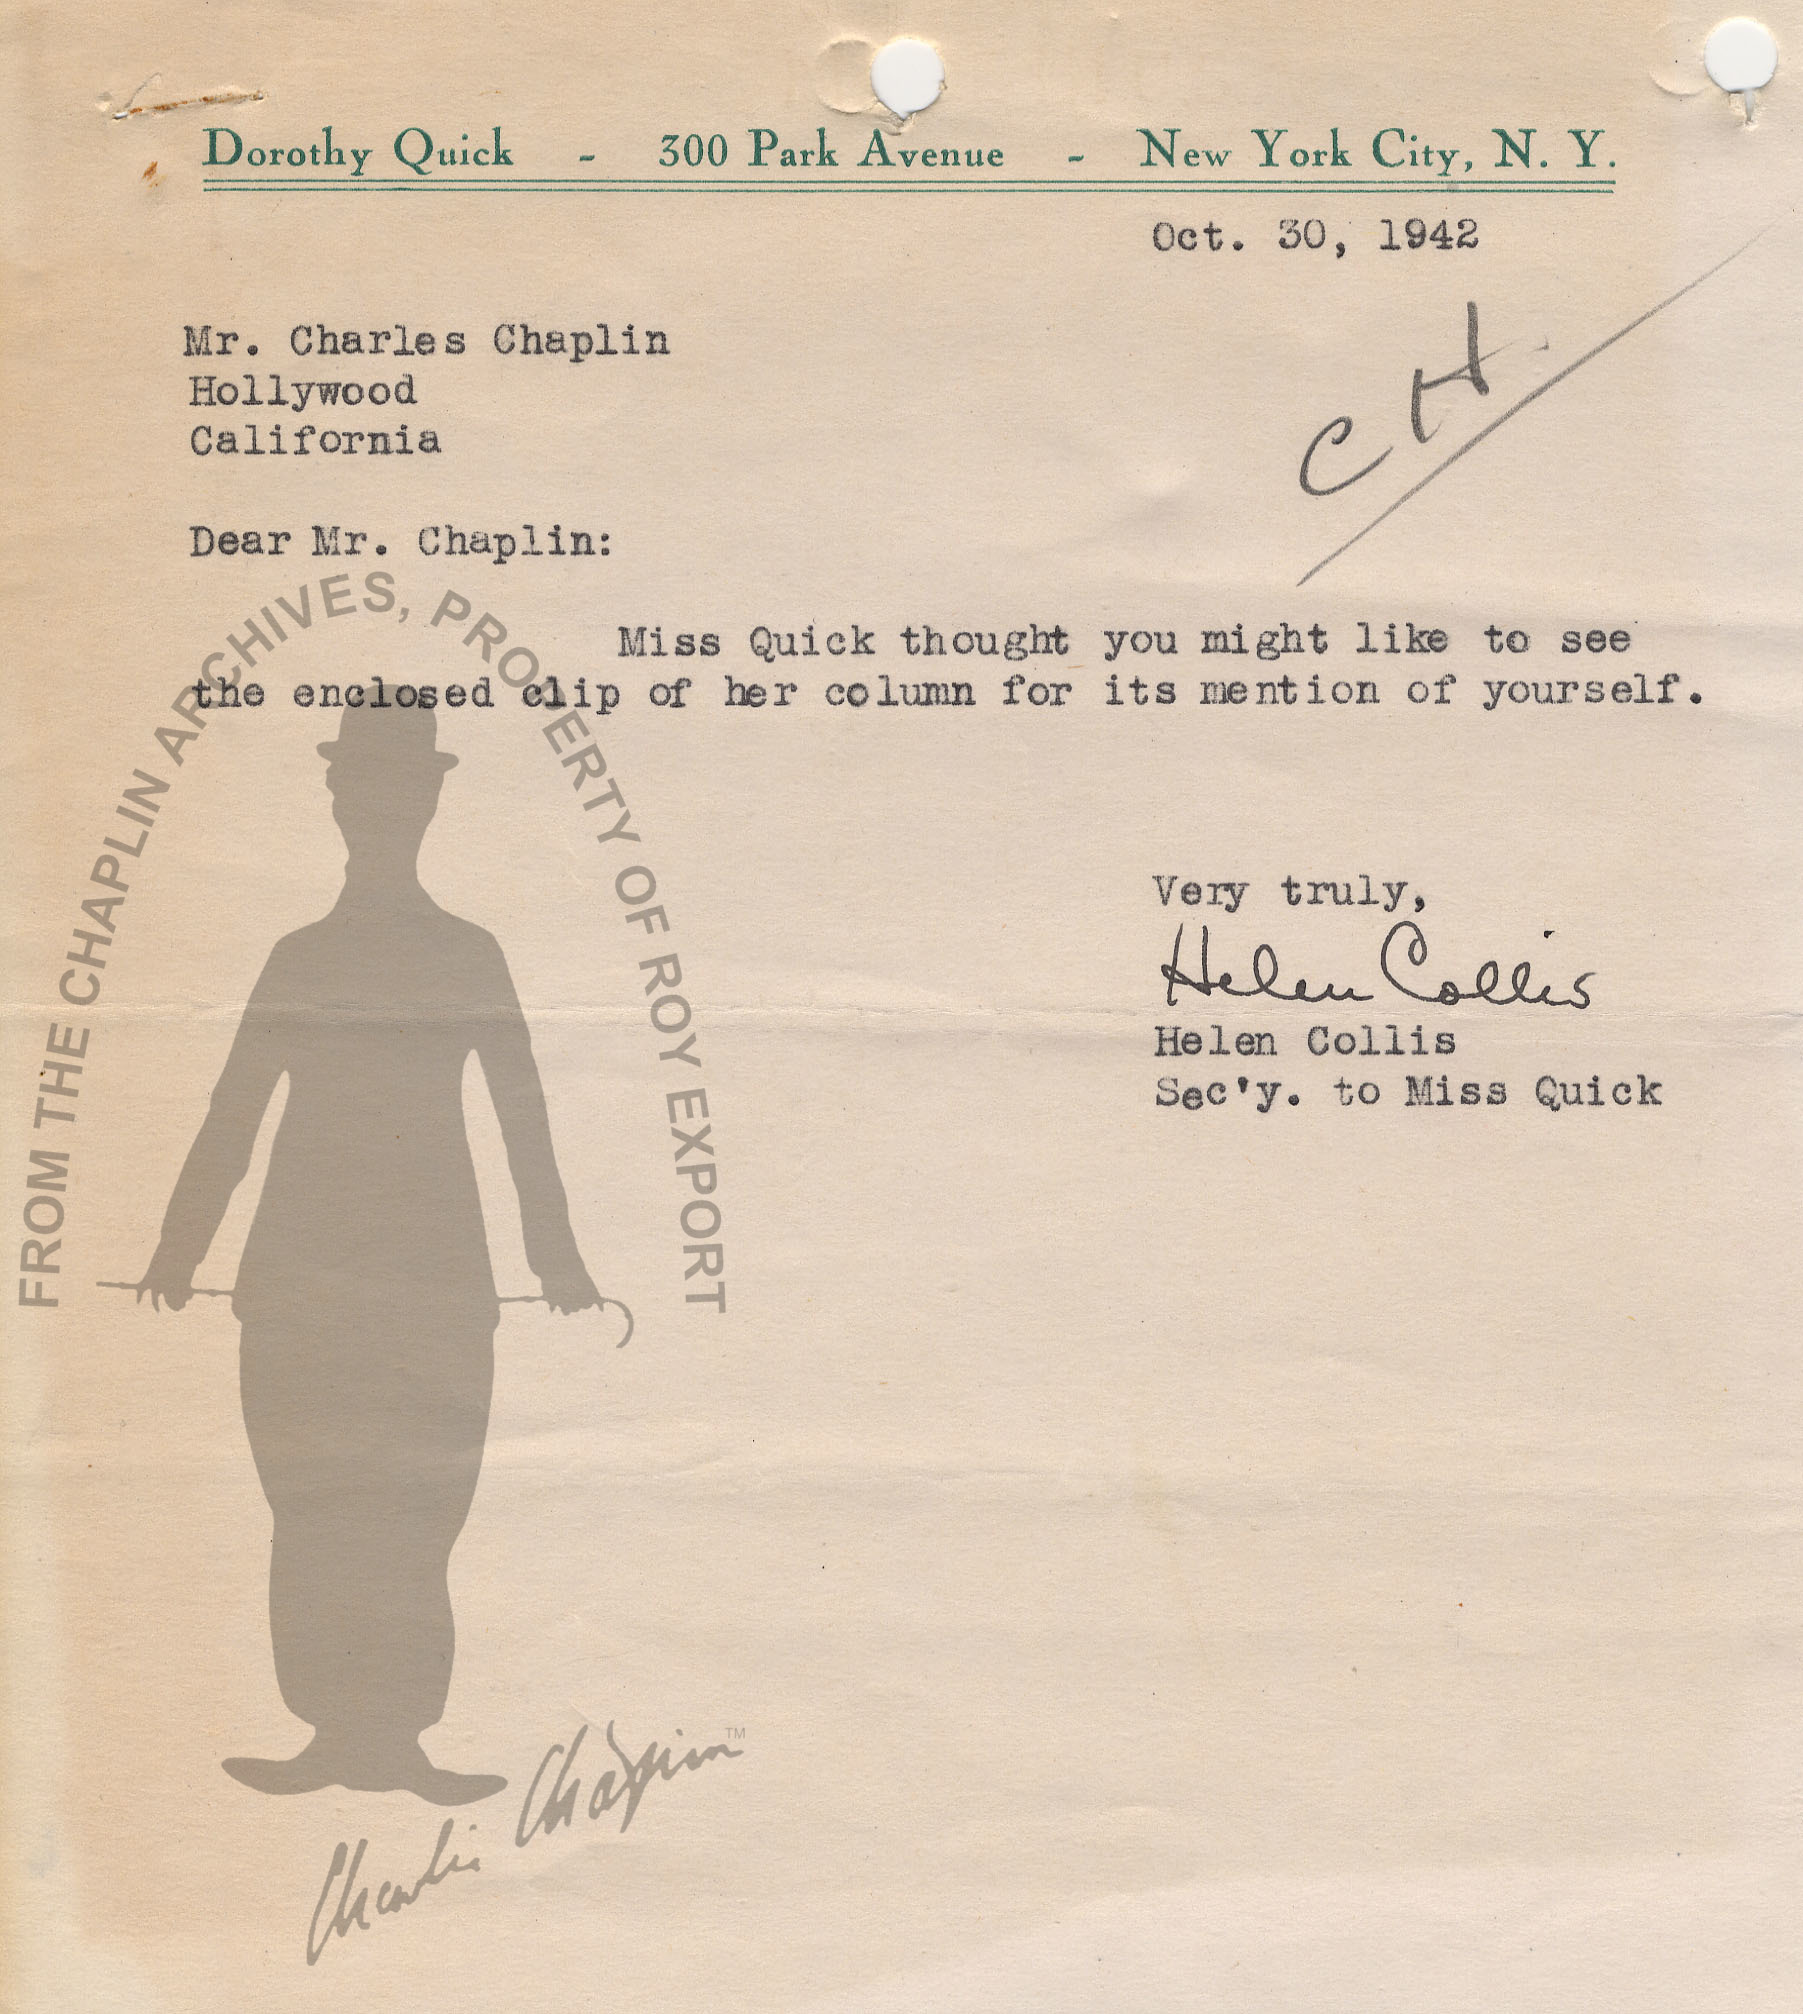 Dorothy Quick - 300 Park Avenue - New York City, N. Y.
Oct. 30, 1942
C H.
Mr. Charles Chaplin
Hollywood
California
Dear Mr. Chaplin:
Miss Quick thought you might like to see
the enclosed clip of her column for its mention of yourself.
Very truly,
Helen Collis
Helen Collis
Sec'y. to Miss Quick
FROM THE CHAPLIN ARCHIVES, PROPERTY OF ROY EXPORT
Charlie Chaplin TM